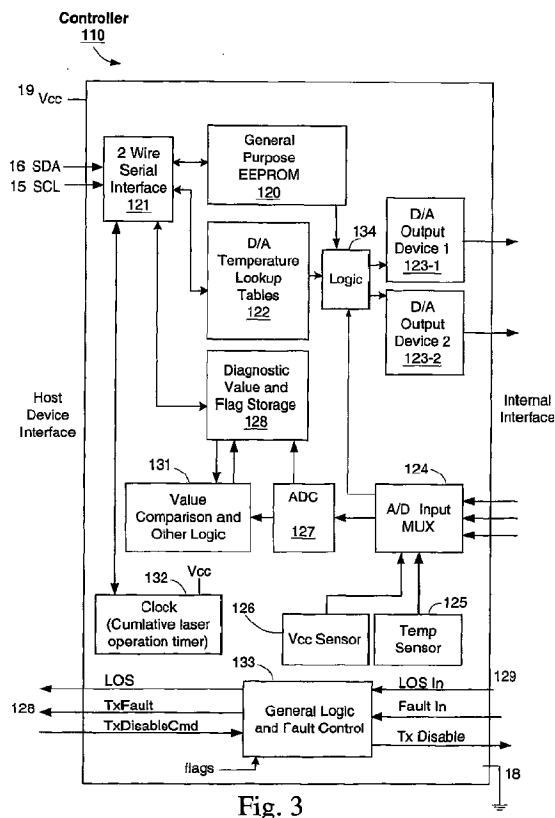 Controller
110
19
Vcc
16 SDA
15 SCL
2 Wire
Serial
Interface
121
General
Purpose
EEPROM
120
D/A
Temperature
Lookup
Tables
122
134
Logic
D/A
Output
Device 1
123-1
D/A
Output
Device 2
123-2
Host
Device
Interface
Internal
Interface
Diagnostic
Value and
Flag Storage
128
131
Value
Comparison and
Other Logic
ADC
127
124
A/D Input
MUX
132
Vcc
Clock
(Cumlative laser
operation timer)
126
Vcc Sensor
125
Temp
Sensor
133
General Logic
and Fault Control
LOS
TxFault
TxDisableCmd
128
129
LOS In
Fault In
Tx Disable
flags
18
Fig. 3